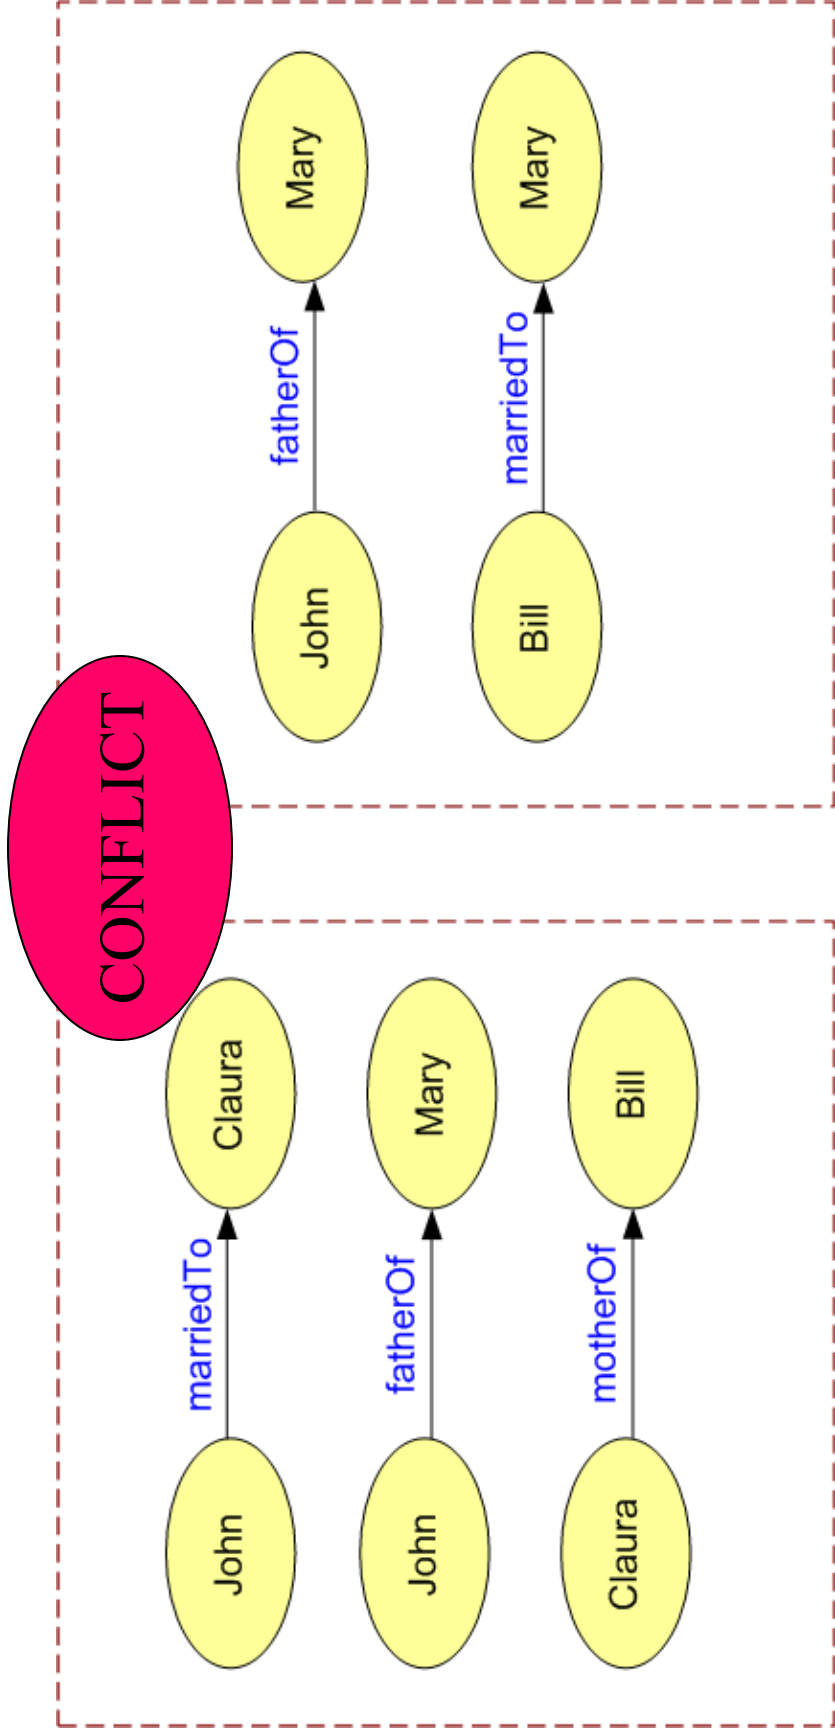 CONFLICT
John
marriedTo
Claura
John
fatherOf
Mary
Claura
motherOf
Bill
John
fatherOf
Mary
Bill
marriedTo
Mary